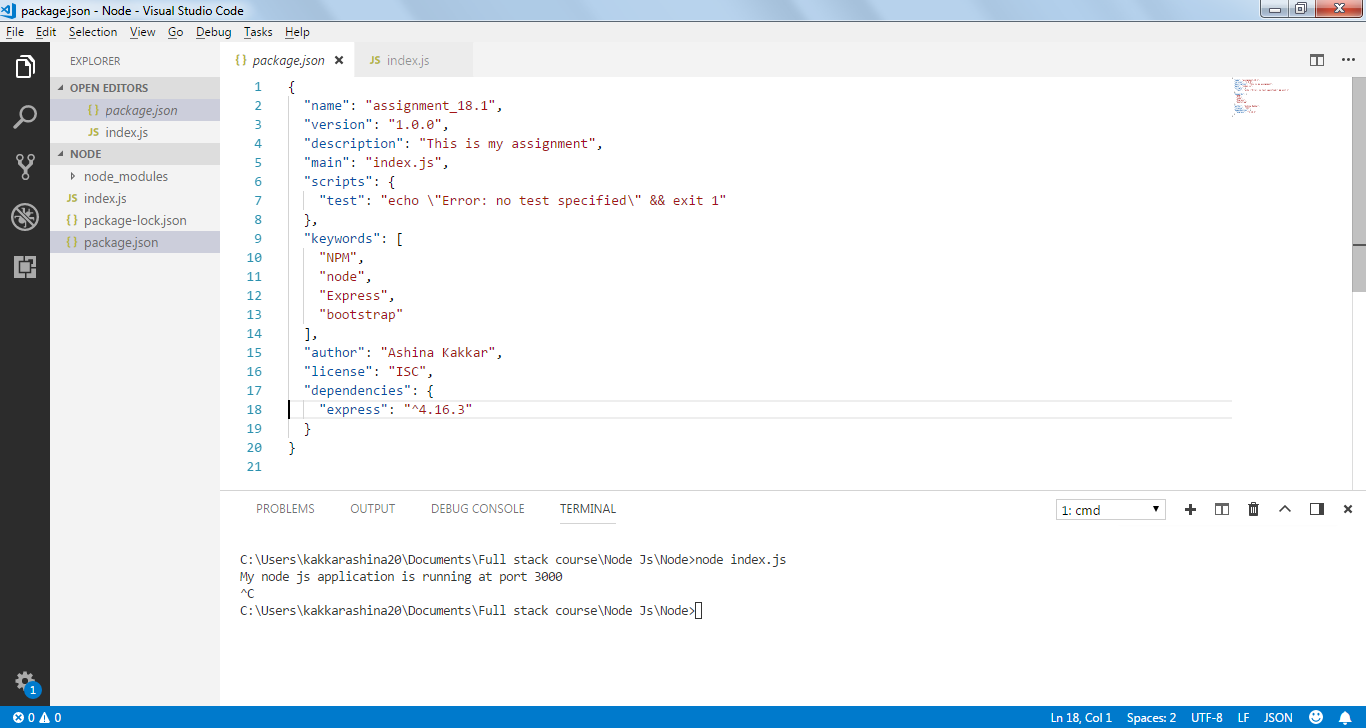 package.json - Node - Visual Studio Code
File Edit Selection View Go Debug Tasks Help
EXPLORER
OPEN EDITORS
{ } package.json
JS index.js
NODE
node_modules
JS index.js
{ } package-lock.json
{ } package.json
1
{ } package.json × JS index.js
1 {
2 "name": "assignment_18.1",
3 "version": "1.0.0",
4 "description": "This is my assignment",
5 "main": "index.js",
6 "scripts": {
7 "test": "echo \"Error: no test specified\" && exit 1"
8 },
9 "keywords": [
10 "NPM",
11 "node",
12 "Express",
13 "bootstrap"
14 ],
15 "author": "Ashina Kakkar",
16 "license": "ISC",
17 "dependencies": {
18 "express": "^4.16.3"
19 }
20 }
21
PROBLEMS OUTPUT DEBUG CONSOLE TERMINAL 1: cmd
C:\Users\kakkarashina20\Documents\Full stack course\Node Js\Node>node index.js
My node js application is running at port 3000
^C
C:\Users\kakkarashina20\Documents\Full stack course\Node Js\Node>
0 0 Ln 18, Col 1 Spaces: 2 UTF-8 LF JSON